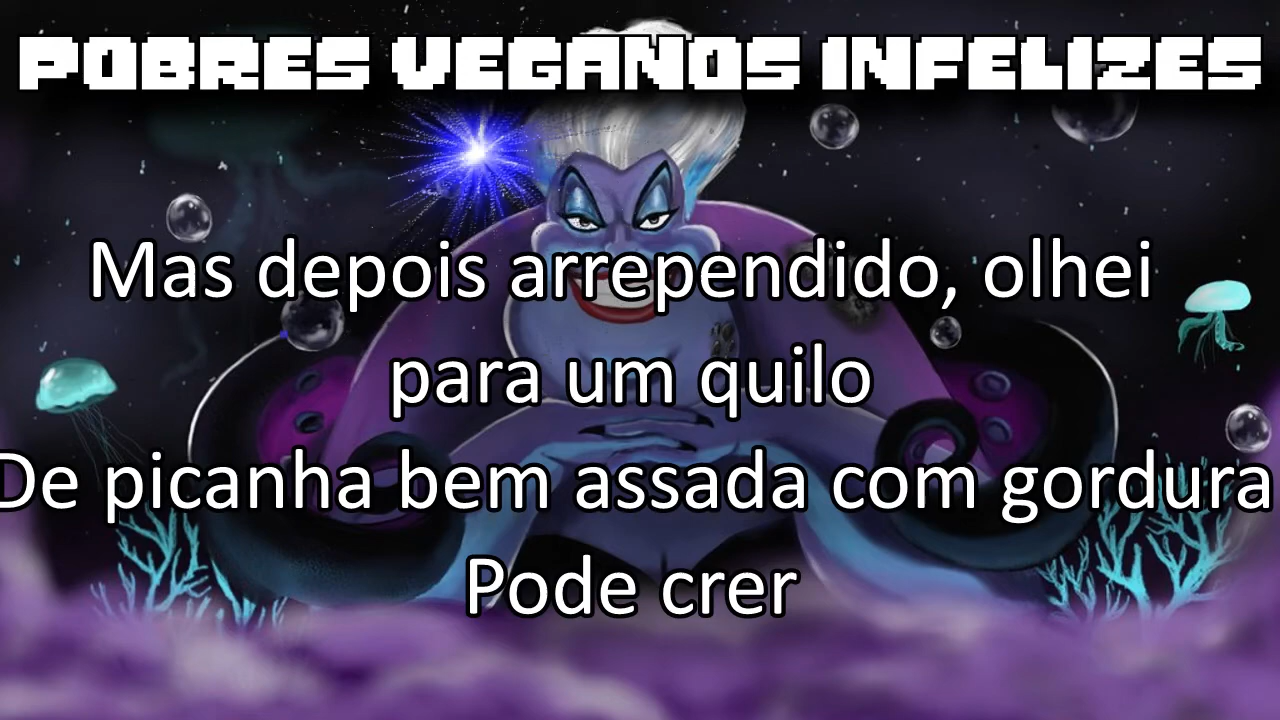 POBRES VEGANOS INFELIZES
Mas depois arrependido, olhei
para um quilo
De picanha bem assada com gordura
Pode crer